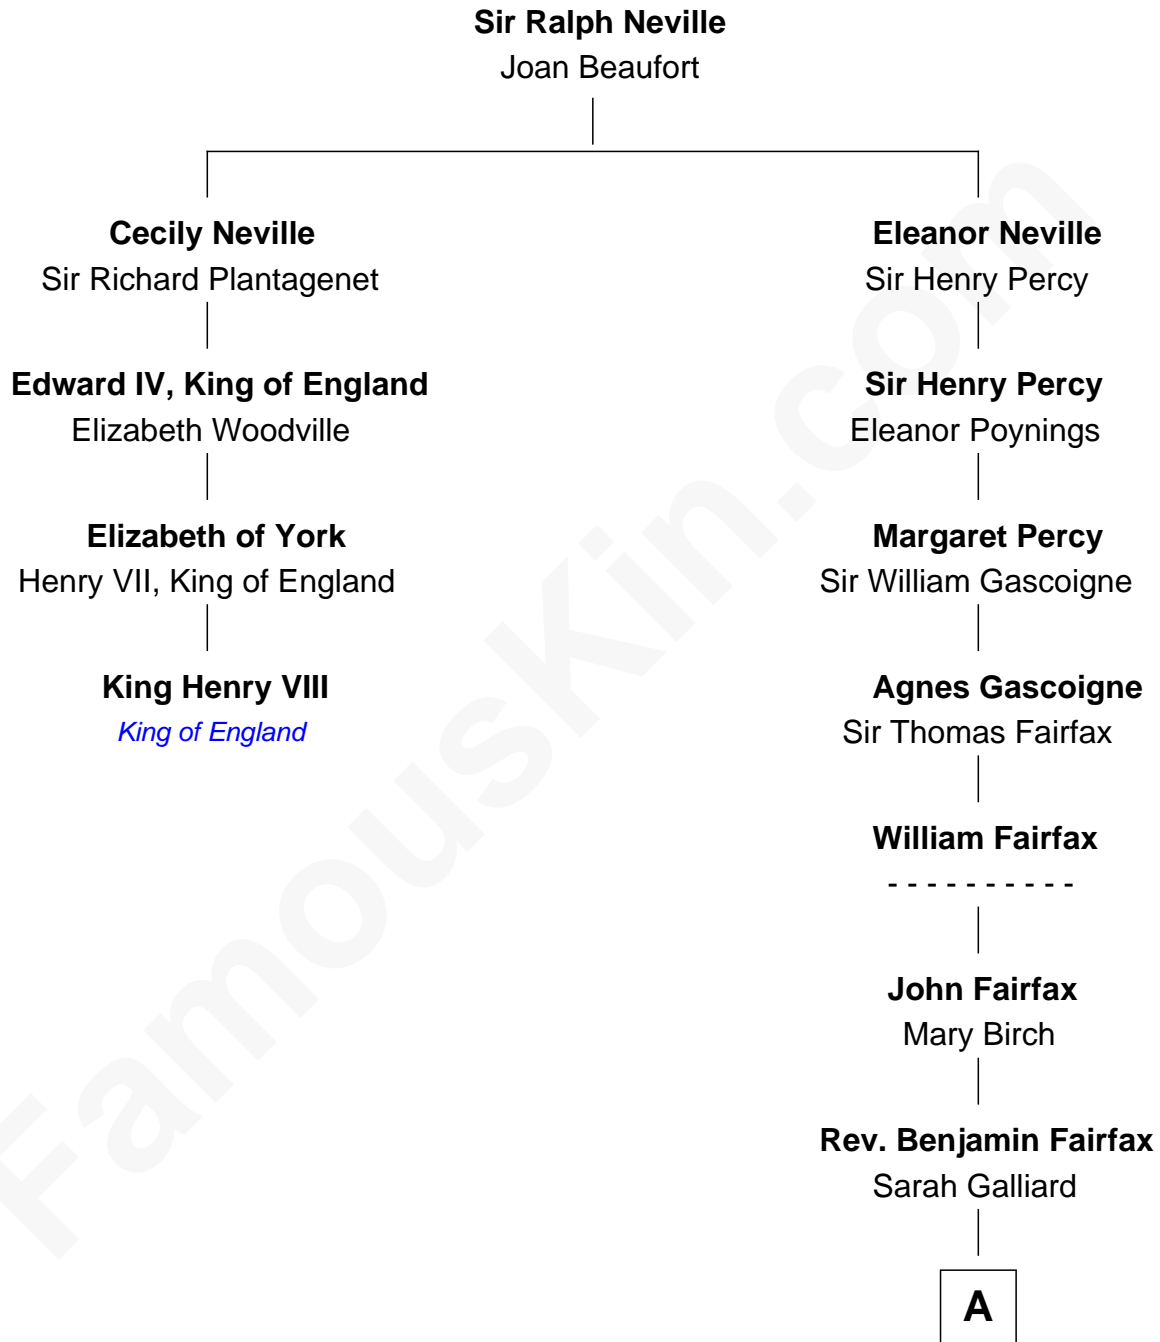 Sir Ralph Neville
Joan Beaufort
Cecily Neville
Sir Richard Plantagenet
Edward IV, King of England
Elizabeth Woodville
Elizabeth of York
Henry VII, King of England
King Henry VIII
King of England
Eleanor Neville
Sir Henry Percy
Sir Henry Percy
Eleanor Poynings
Margaret Percy
Sir William Gascoigne
Agnes Gascoigne
Sir Thomas Fairfax
William Fairfax
- - - - - - - - - -
John Fairfax
Mary Birch
Rev. Benjamin Fairfax
Sarah Galliard
A
FamousKin.com